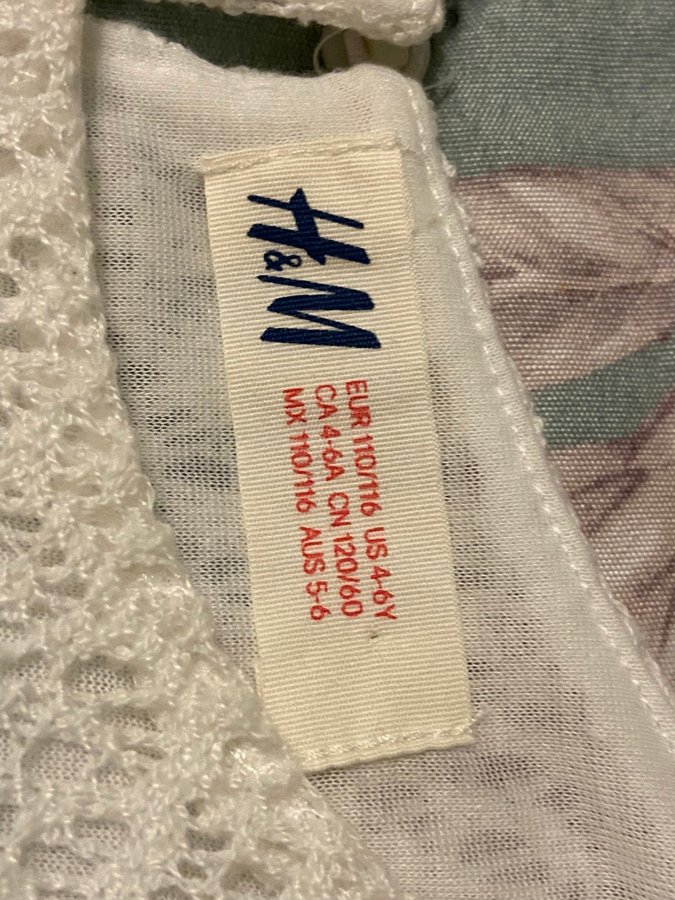 H&M
EUR 110/116 US 4-6Y
CA 4-6A CN 120/60
MX 110/116 AUS 5-6